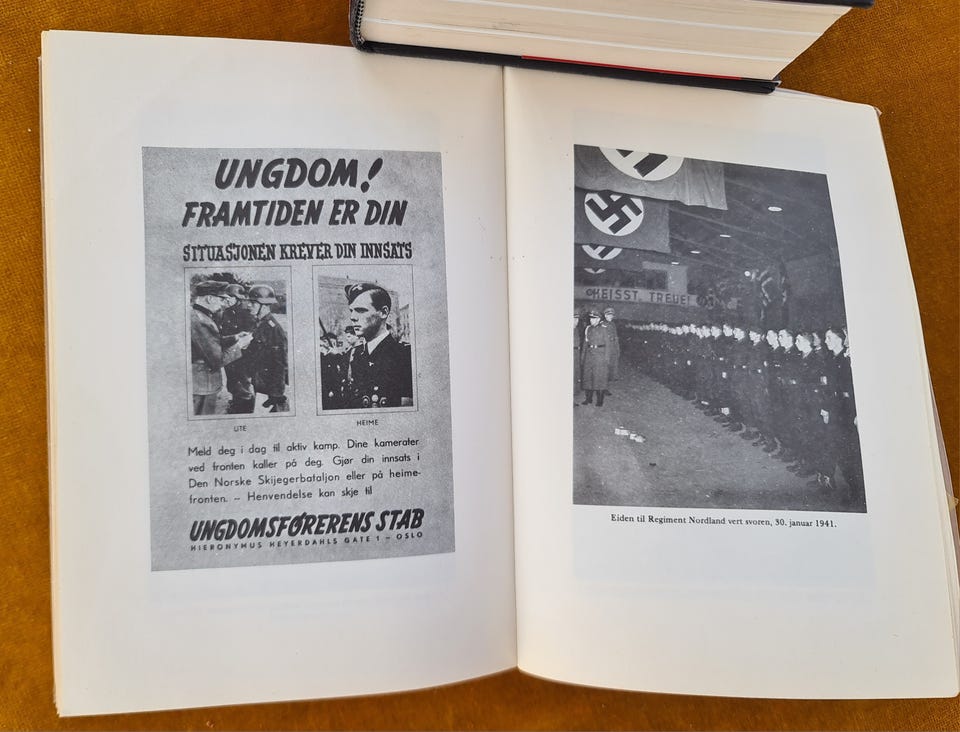 UNGDOM!
FRAMTIDEN ER DIN
SITUASJONEN KREVER DIN INNSATS
UTE
HEIME
Meld deg i dag til aktiv kamp. Dine kamerater
ved fronten kaller på deg. Gjør din innsats i
Den Norske Skijegerbataljon eller på heime-
fronten. – Henvendelse kan skje til
UNGDOMSFØRERENS STAB
HIERONYMUS HEYERDAHLS GATE 1 - OSLO
HEISST TREUE!
Eiden til Regiment Nordland vert svoren, 30. januar 1941.